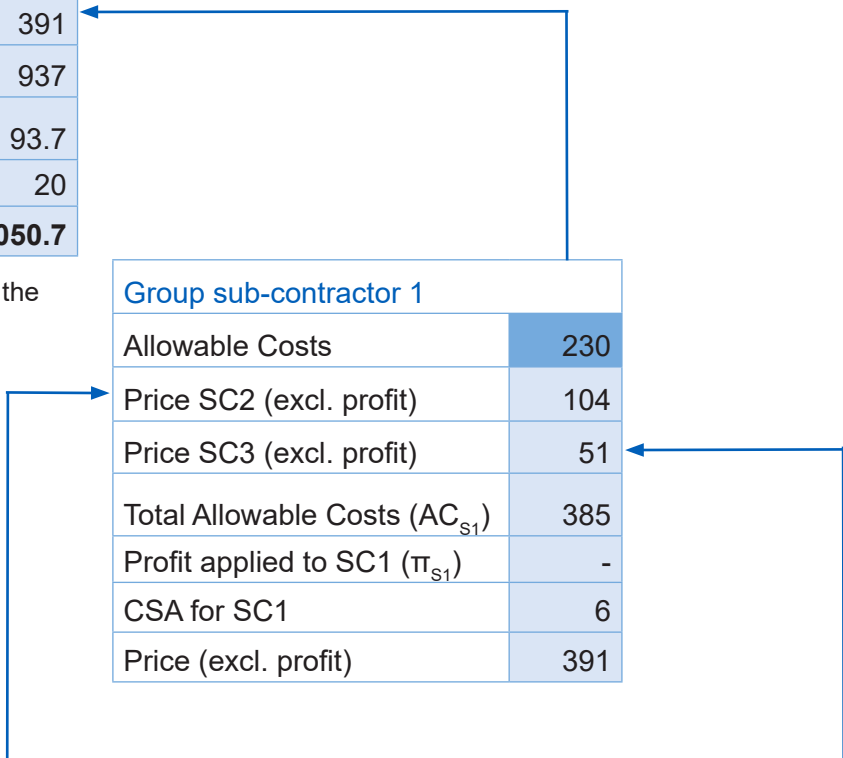 391
937
93.7
20
050.7
the
Group sub-contractor 1
Allowable Costs 230
Price SC2 (excl. profit) 104
Price SC3 (excl. profit) 51
Total Allowable Costs (AC_S1) 385
Profit applied to SC1 (π_S1) -
CSA for SC1 6
Price (excl. profit) 391